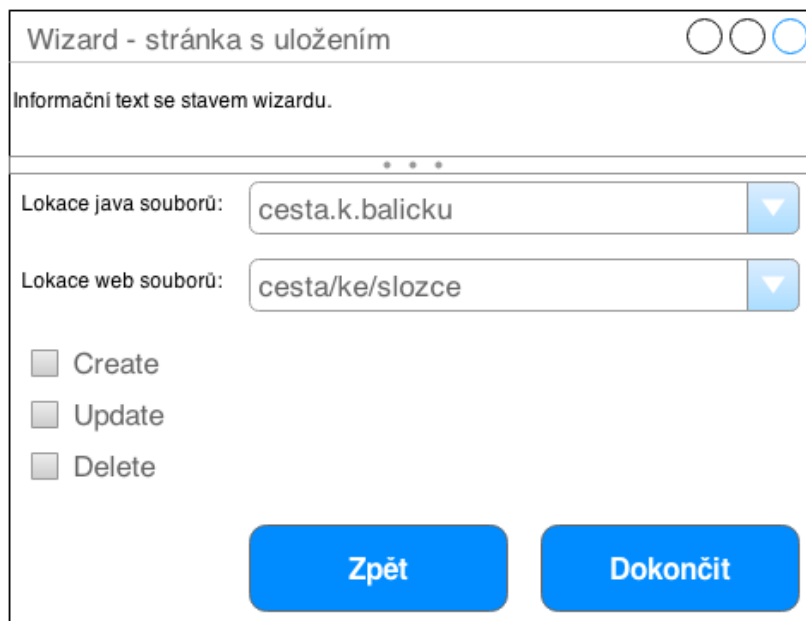 Wizard - stránka s uložením
Informační text se stavem wizardu.
Lokace java souborů:
cesta.k.balicku
Lokace web souborů:
cesta/ke/slozce
Create
Update
Delete
Zpět
Dokončit